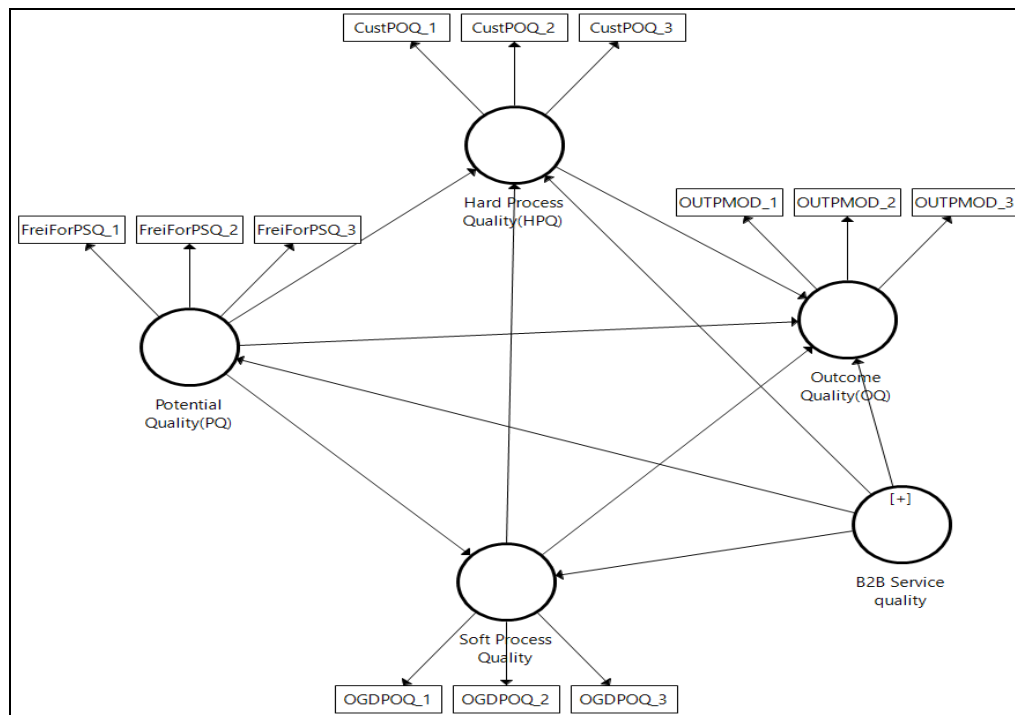 CustPOQ_1 CustPOQ_2 CustPOQ_3
Hard Process
Quality(HPQ)
OUTPMOD_1 OUTPMOD_2 OUTPMOD_3
FreiForPSQ_1 FreiForPSQ_2 FreiForPSQ_3
Outcome
Quality(OQ)
Potential
Quality(PQ)
[+]
B2B Service
quality
Soft Process
Quality
OGDPOQ_1 OGDPOQ_2 OGDPOQ_3